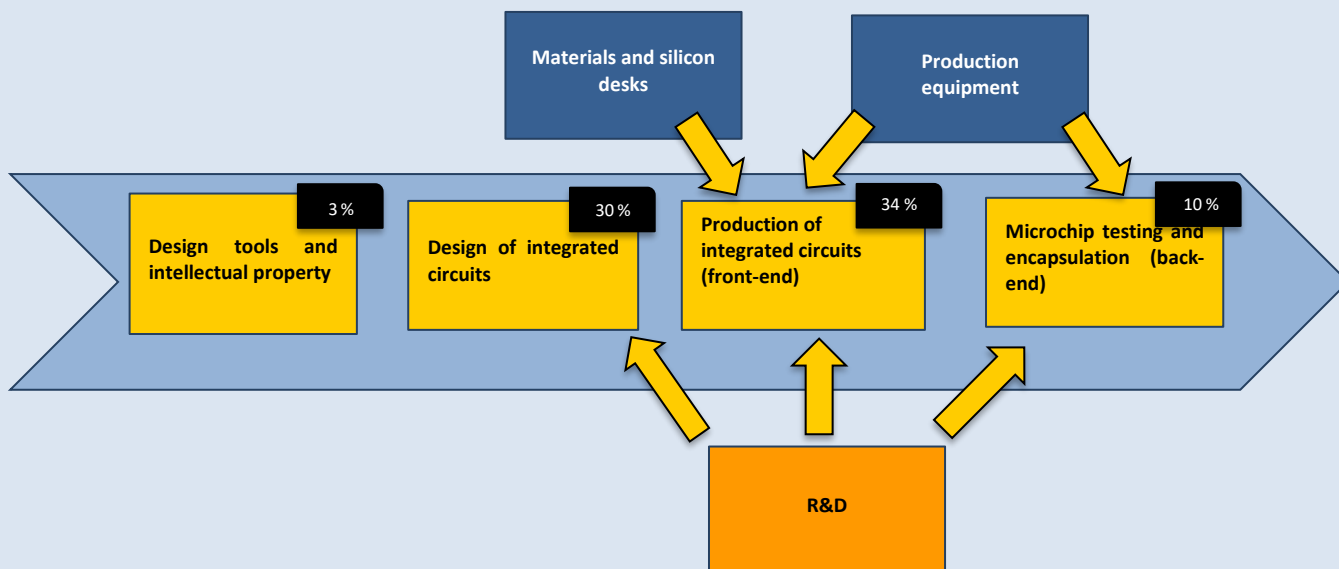 Materials and silicon
desks
Production
equipment
3 %
Design tools and
intellectual property
30 %
Design of integrated
circuits
34 %
Production of
integrated circuits
(front-end)
10 %
Microchip testing and
encapsulation (back-
end)
R&D